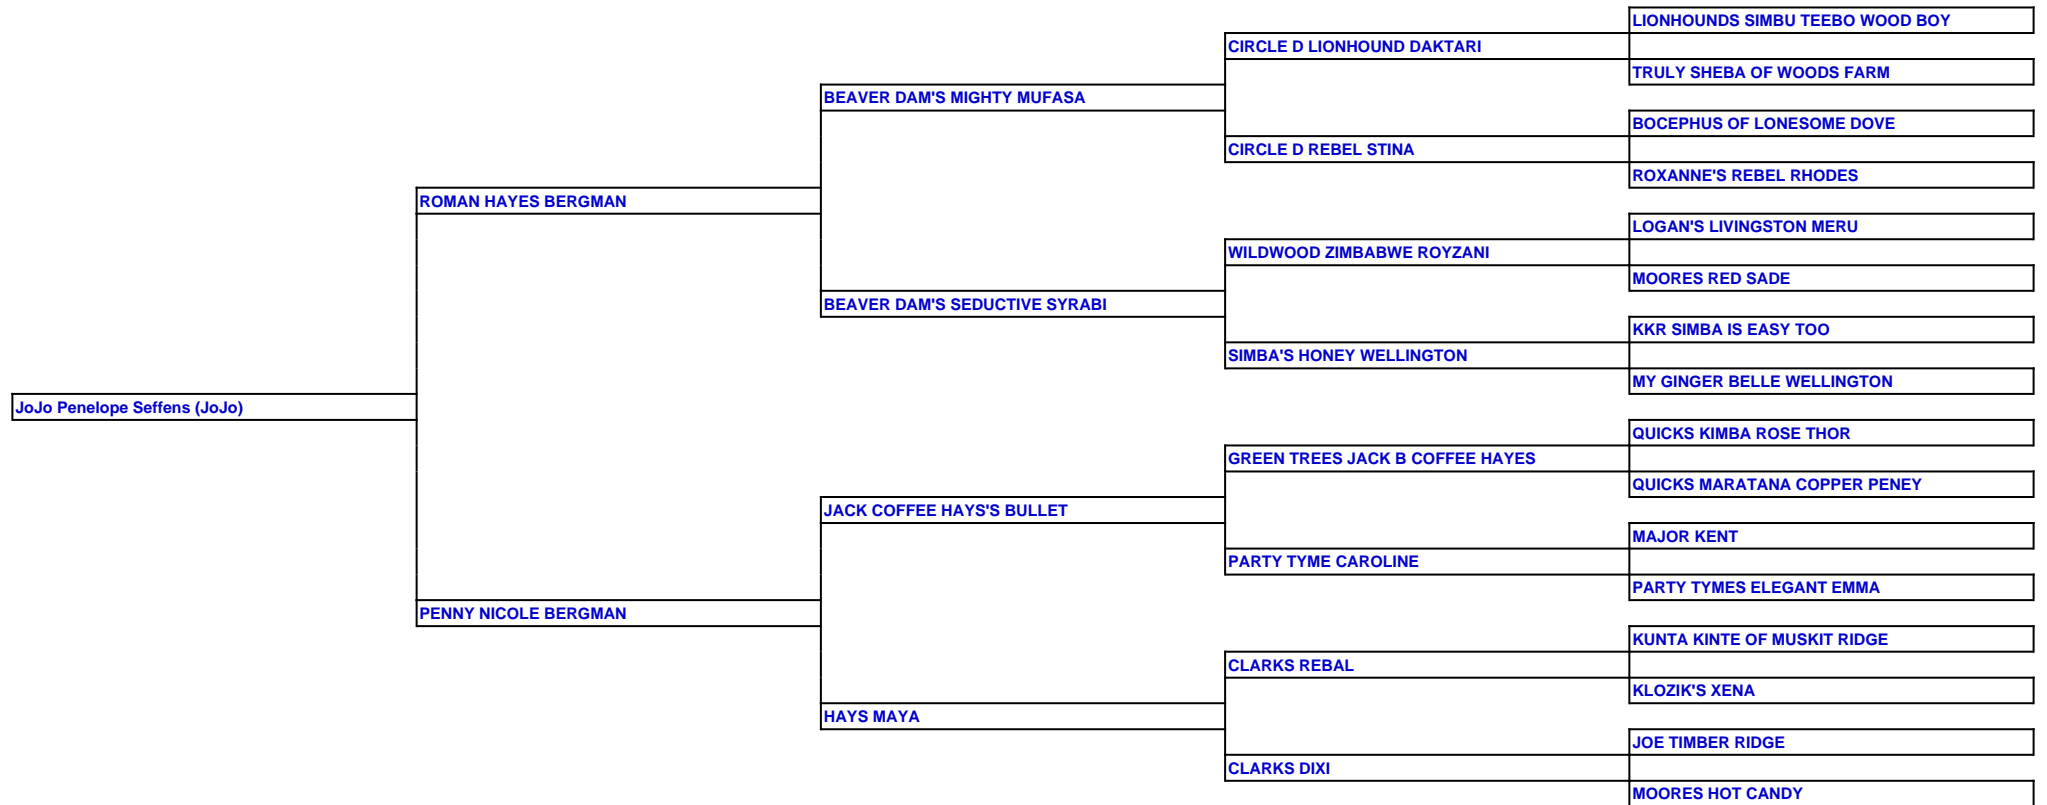 LIONHOUNDS SIMBU TEEBO WOOD BOY
CIRCLE D LIONHOUND DAKTARI
TRULY SHEBA OF WOODS FARM
BEAVER DAM'S MIGHTY MUFASA
BOCEPHUS OF LONESOME DOVE
CIRCLE D REBEL STINA
ROXANNE'S REBEL RHODES
ROMAN HAYES BERGMAN
LOGAN'S LIVINGSTON MERU
WILDWOOD ZIMBABWE ROYZANI
MOORES RED SADE
BEAVER DAM'S SEDUCTIVE SYRABI
KKR SIMBA IS EASY TOO
SIMBA'S HONEY WELLINGTON
MY GINGER BELLE WELLINGTON
JoJo Penelope Seffens (JoJo)
QUICKS KIMBA ROSE THOR
GREEN TREES JACK B COFFEE HAYES
QUICKS MARATANA COPPER PENEY
JACK COFFEE HAYS'S BULLET
MAJOR KENT
PARTY TYME CAROLINE
PARTY TYMES ELEGANT EMMA
PENNY NICOLE BERGMAN
KUNTA KINTE OF MUSKIT RIDGE
CLARKS REBAL
KLOZIK'S XENA
HAYS MAYA
JOE TIMBER RIDGE
CLARKS DIXI
MOORES HOT CANDY